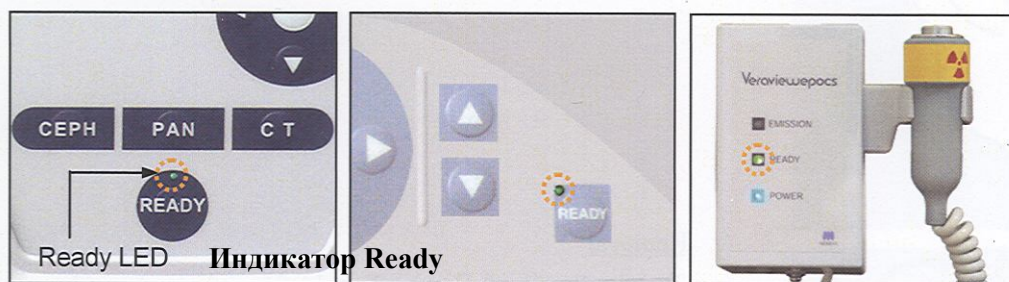 CEPH PAN C T
READY
Ready LED Индикатор Ready
READY
Veraviewepocs
EMISSION
READY
POWER